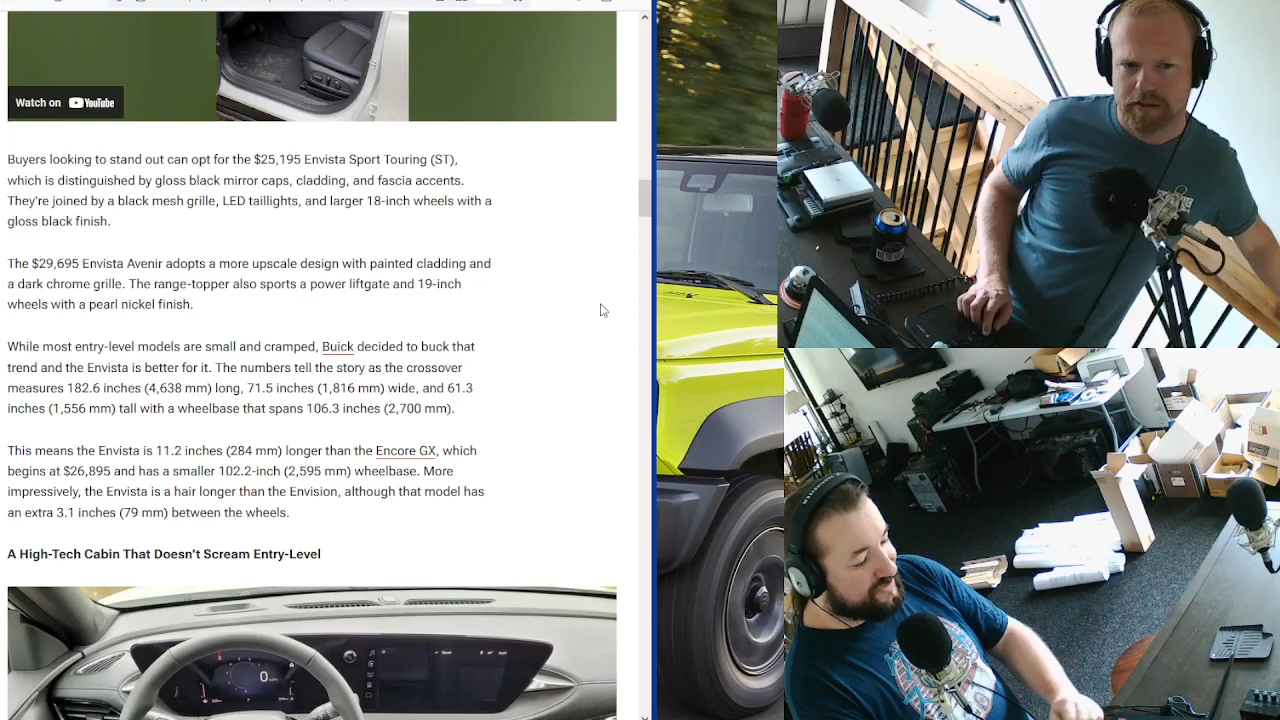 Watch on YouTube
Buyers looking to stand out can opt for the $25,195 Envista Sport Touring (ST),
which is distinguished by gloss black mirror caps, cladding, and fascia accents.
They're joined by a black mesh grille, LED taillights, and larger 18-inch wheels with a
gloss black finish.
The $29,695 Envista Avenir adopts a more upscale design with painted cladding and
a dark chrome grille. The range-topper also sports a power liftgate and 19-inch
wheels with a pearl nickel finish.
While most entry-level models are small and cramped, Buick decided to buck that
trend and the Envista is better for it. The numbers tell the story as the crossover
measures 182.6 inches (4,638 mm) long, 71.5 inches (1,816 mm) wide, and 61.3
inches (1,556 mm) tall with a wheelbase that spans 106.3 inches (2,700 mm).
This means the Envista is 11.2 inches (284 mm) longer than the Encore GX, which
begins at $26,895 and has a smaller 102.2-inch (2,595 mm) wheelbase. More
impressively, the Envista is a hair longer than the Envision, although that model has
an extra 3.1 inches (79 mm) between the wheels.
A High-Tech Cabin That Doesn't Scream Entry-Level